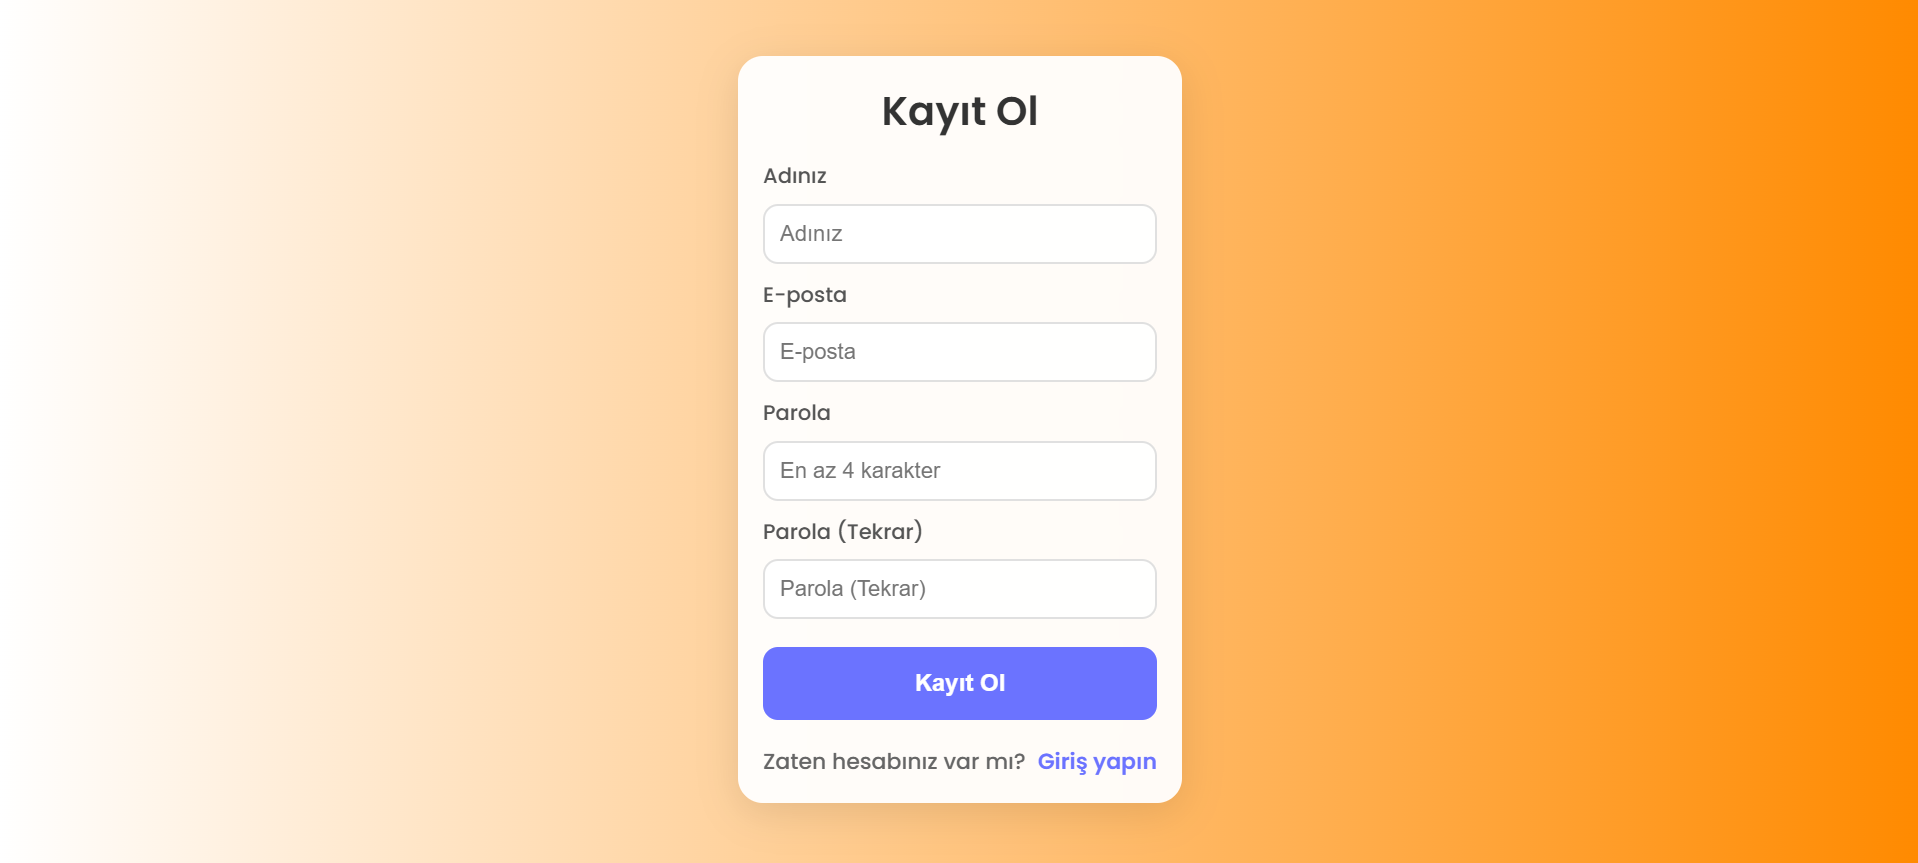 Kayıt Ol
Adınız
Adınız
E-posta
E-posta
Parola
En az 4 karakter
Parola (Tekrar)
Parola (Tekrar)
Kayıt Ol
Zaten hesabınız var mı? Giriş yapın